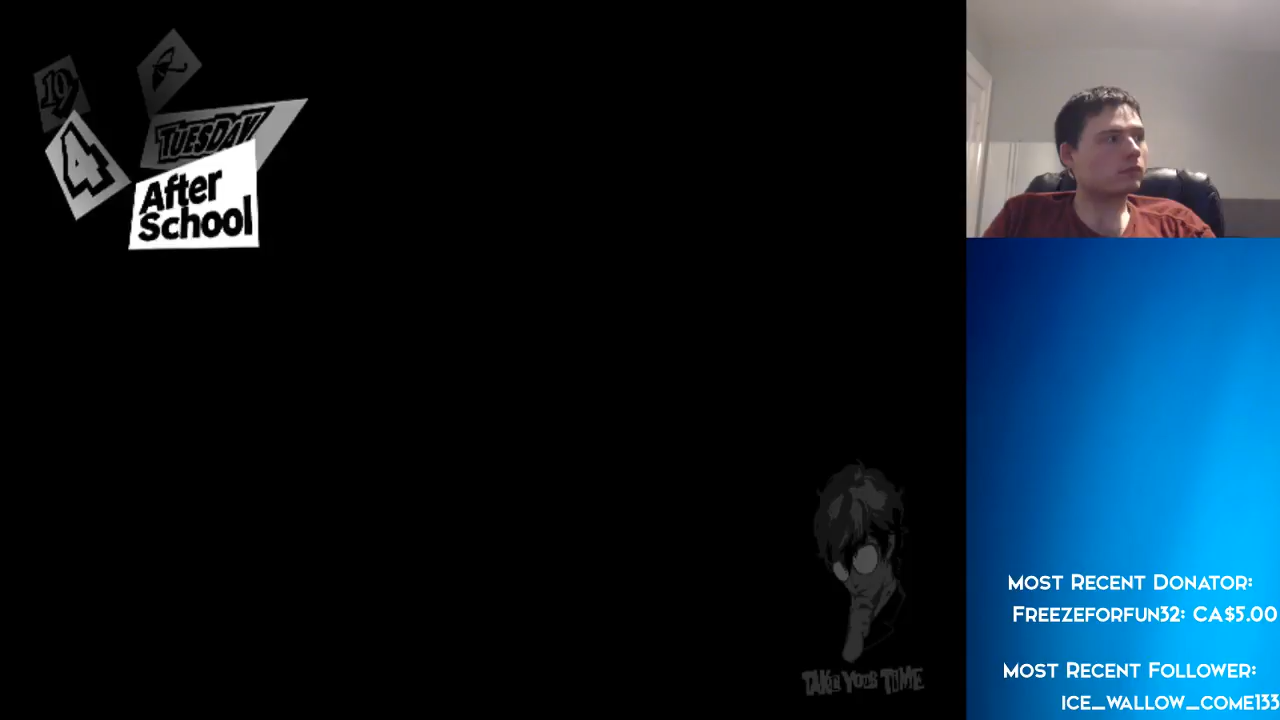 19
4
TUESDAY
After
School
TAKE YOUR TIME
MOST RECENT DONATOR:
FREEZEFORFUN32: CA$5.00
MOST RECENT FOLLOWER:
ICE_WALLOW_COME133